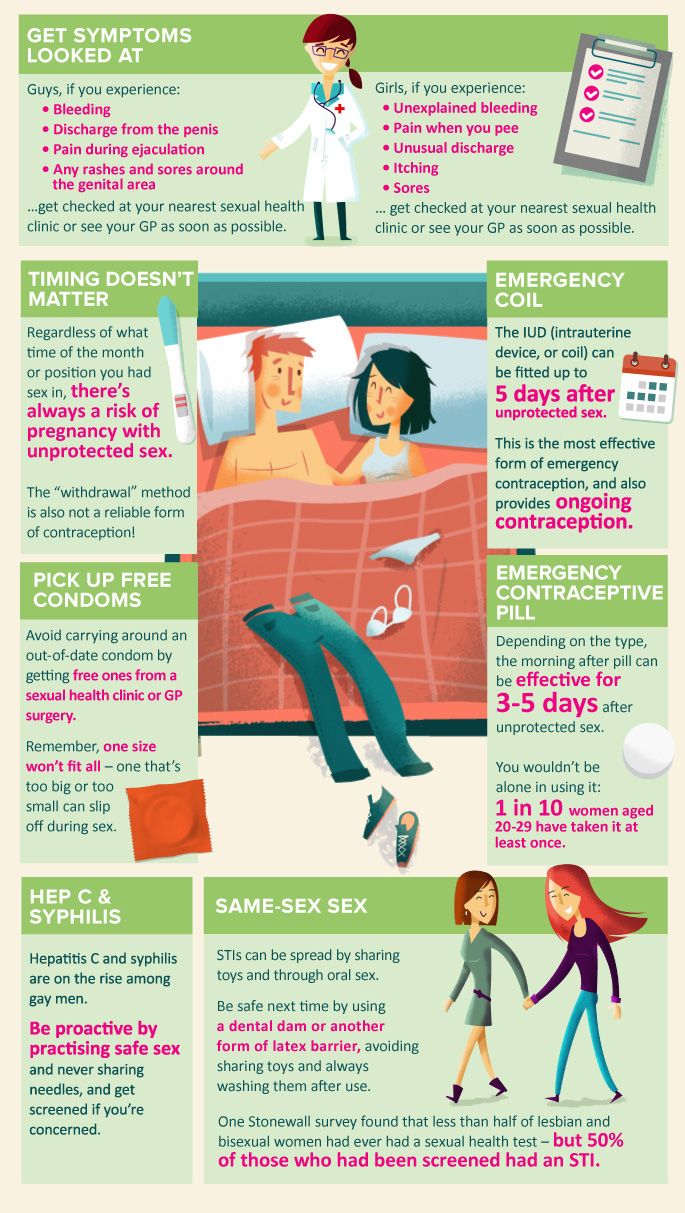 GET SYMPTOMS
LOOKED AT
Guys, if you experience:
• Bleeding
• Discharge from the penis
• Pain during ejaculation
• Any rashes and sores around
the genital area
...get checked at your nearest sexual health
clinic or see your GP as soon as possible.
Girls, if you experience:
• Unexplained bleeding
• Pain when you pee
• Unusual discharge
• Itching
• Sores
... get checked at your nearest sexual health
clinic or see your GP as soon as possible.
TIMING DOESN'T
MATTER
Regardless of what
time of the month
or position you had
sex in, there's
always a risk of
pregnancy with
unprotected sex.
The “withdrawal” method
is also not a reliable form
of contraception!
EMERGENCY
COIL
The IUD (intrauterine
device, or coil) can
be fitted up to
5 days after
unprotected sex.
This is the most effective
form of emergency
contraception, and also
provides ongoing
contraception.
PICK UP FREE
CONDOMS
Avoid carrying around an
out-of-date condom by
getting free ones from a
sexual health clinic or GP
surgery.
Remember, one size
won't fit all – one that's
too big or too
small can slip
off during sex.
EMERGENCY
CONTRACEPTIVE
PILL
Depending on the type,
the morning after pill can
be effective for
3-5 days after
unprotected sex.
You wouldn't be
alone in using it:
1 in 10 women aged
20-29 have taken it at
least once.
HEP C &
SYPHILIS
Hepatitis C and syphilis
are on the rise among
gay men.
Be proactive by
practising safe sex
and never sharing
needles, and get
screened if you're
concerned.
SAME-SEX SEX
STIs can be spread by sharing
toys and through oral sex.
Be safe next time by using
a dental dam or another
form of latex barrier, avoiding
sharing toys and always
washing them after use.
One Stonewall survey found that less than half of lesbian and
bisexual women had ever had a sexual health test – but 50%
of those who had been screened had an STI.